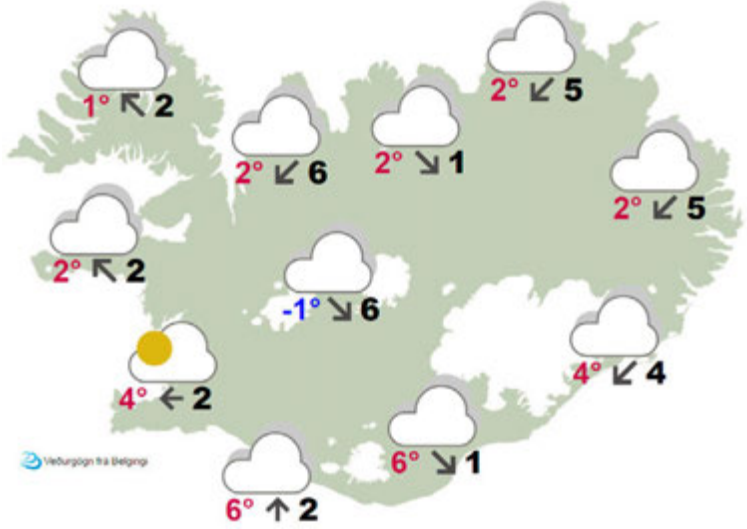 2° ↙ 5
1° ↖ 2
2° ↙ 6
2° ↘ 1
2° ↙ 5
2° ↖ 2
-1° ↘ 6
4° ↙ 4
4° ← 2
6° ↘ 1
6° ↑ 2
Veðurgögn frá Belgingi